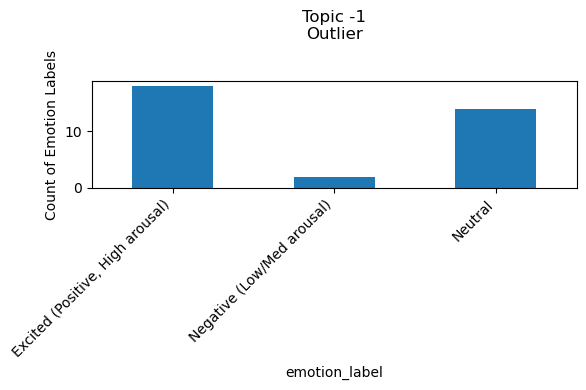 Topic -1
Outlier
Count of Emotion Labels
10
0
Excited (Positive, High arousal)
Negative (Low/Med arousal)
Neutral
emotion_label